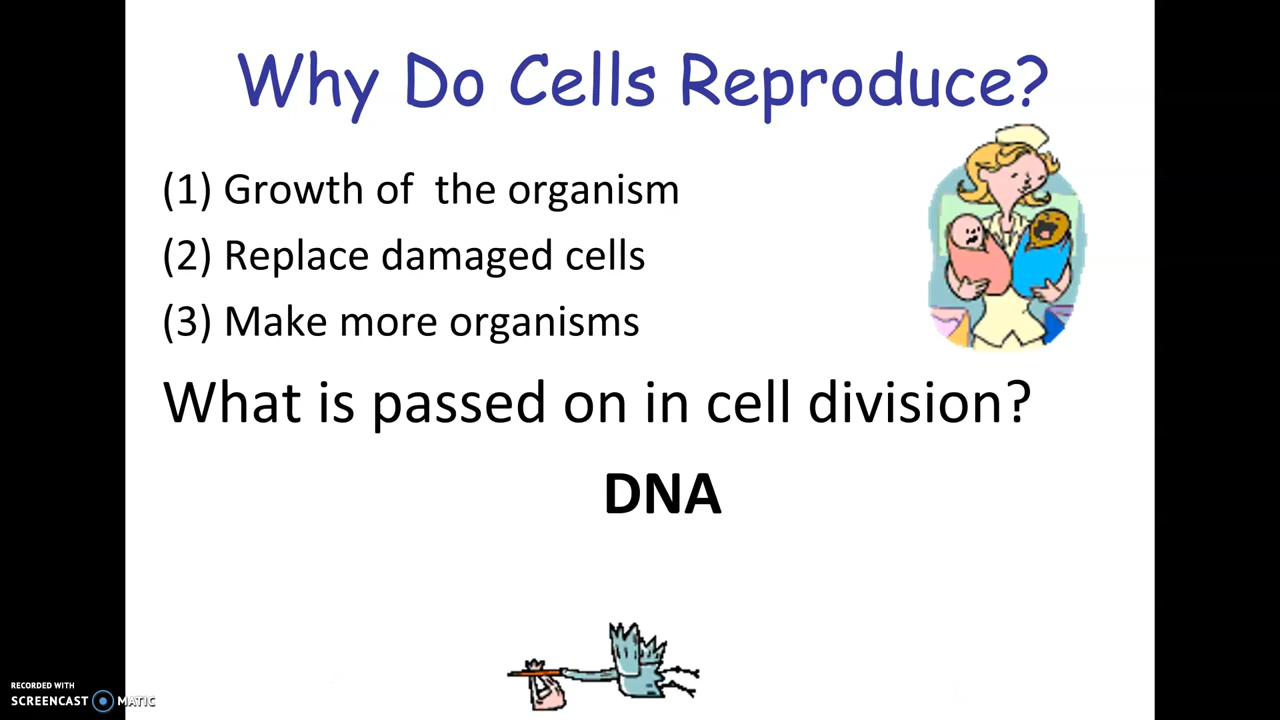 Why Do Cells Reproduce?
(1) Growth of  the organism
(2) Replace damaged cells
(3) Make more organisms
What is passed on in cell division?
DNA
RECORDED WITH
SCREENCAST MATIC